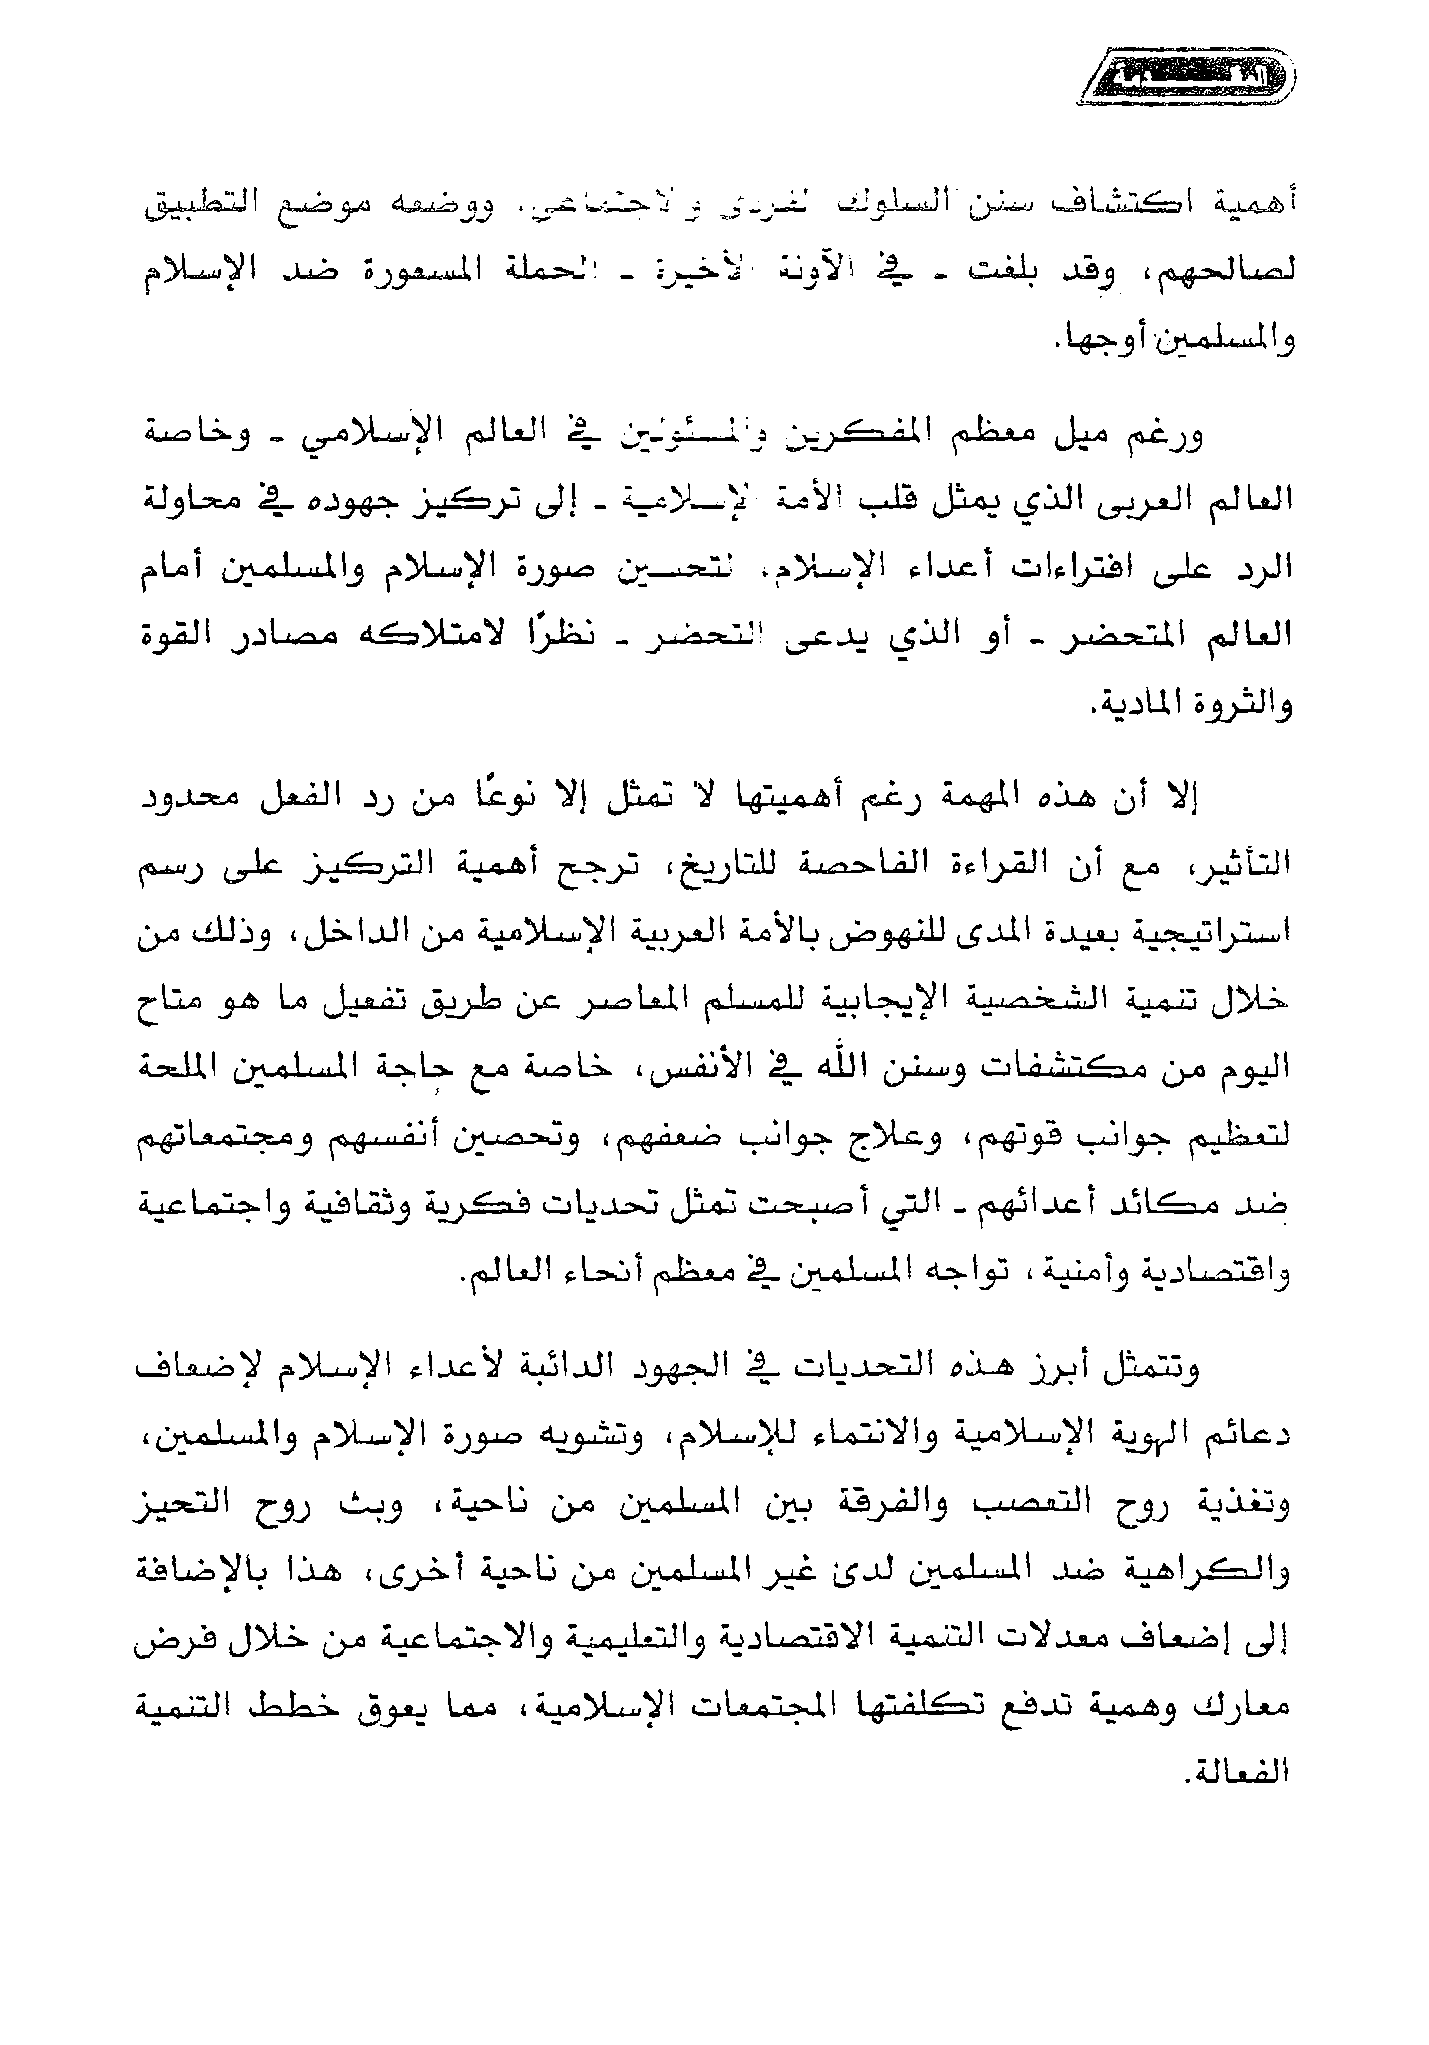 أهمية اكتشاف سنن السلوك الفردي والاجتماعي، ووضعه موضع التطبيق
لصالحهم، وقد بلغت ـ في الآونة الأخيرة ـ الحملة المسعورة ضد الإسلام
والمسلمين أوجها.
ورغم ميل معظم المفكرين والمسئولين في العالم الإسلامي ـ وخاصة
العالم العربى الذي يمثل قلب الأمة الإسلامية ـ إلى تركيز جهوده في محاولة
الرد على افتراءات أعداء الإسلام، لتحسين صورة الإسلام والمسلمين أمام
العالم المتحضر ـ أو الذي يدعى التحضر ـ نظرًا لامتلاكه مصادر القوة
والثروة المادية.
إلا أن هذه المهمة رغم أهميتها لا تمثل إلا نوعًا من رد الفعل محدود
التأثير، مع أن القراءة الفاحصة للتاريخ، ترجح أهمية التركيز على رسم
استراتيجية بعيدة المدى للنهوض بالأمة العربية الإسلامية من الداخل، وذلك من
خلال تنمية الشخصية الإيجابية للمسلم المعاصر عن طريق تفعيل ما هو متاح
اليوم من مكتشفات وسنن الله في الأنفس، خاصة مع حاجة المسلمين الملحة
لتعظيم جوانب قوتهم، وعلاج جوانب ضعفهم، وتحصين أنفسهم ومجتمعاتهم
ضد مكائد أعدائهم ـ التي أصبحت تمثل تحديات فكرية وثقافية واجتماعية
واقتصادية وأمنية، تواجه المسلمين في معظم أنحاء العالم.
وتتمثل أبرز هذه التحديات في الجهود الدائبة لأعداء الإسلام لإضعاف
دعائم الهوية الإسلامية والانتماء للإسلام، وتشويه صورة الإسلام والمسلمين،
وتغذية روح التعصب والفرقة بين المسلمين من ناحية، وبث روح التحيز
والكراهية ضد المسلمين لدى غير المسلمين من ناحية أخرى، هذا بالإضافة
إلى إضعاف معدلات التنمية الاقتصادية والتعليمية والاجتماعية من خلال فرض
معارك وهمية تدفع تكلفتها المجتمعات الإسلامية، مما يعوق خطط التنمية
الفعالة.